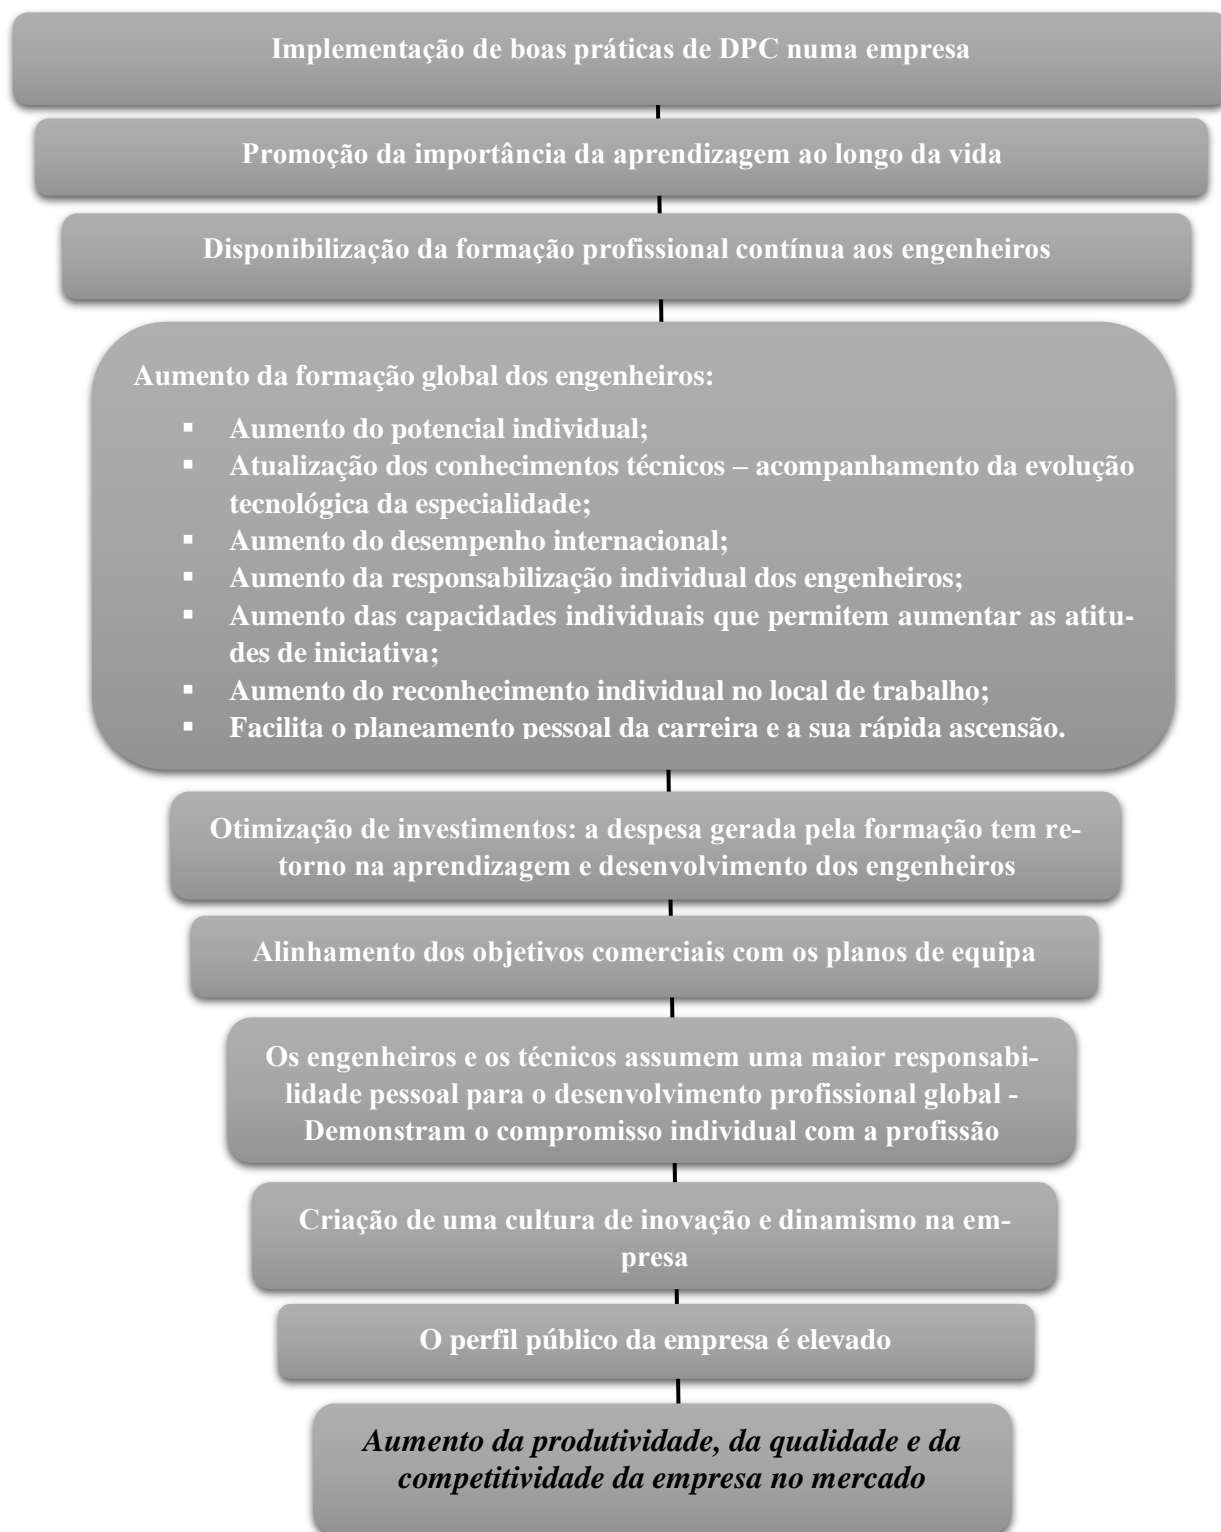 Implementação de boas práticas de DPC numa empresa
Promoção da importância da aprendizagem ao longo da vida
Disponibilização da formação profissional contínua aos engenheiros
Aumento da formação global dos engenheiros:
▪ Aumento do potencial individual;
▪ Atualização dos conhecimentos técnicos – acompanhamento da evolução
tecnológica da especialidade;
▪ Aumento do desempenho internacional;
▪ Aumento da responsabilização individual dos engenheiros;
▪ Aumento das capacidades individuais que permitem aumentar as atitu-
des de iniciativa;
▪ Aumento do reconhecimento individual no local de trabalho;
▪ Facilita o planeamento pessoal da carreira e a sua rápida ascensão.
Otimização de investimentos: a despesa gerada pela formação tem re-
torno na aprendizagem e desenvolvimento dos engenheiros
Alinhamento dos objetivos comerciais com os planos de equipa
Os engenheiros e os técnicos assumem uma maior responsabi-
lidade pessoal para o desenvolvimento profissional global -
Demonstram o compromisso individual com a profissão
Criação de uma cultura de inovação e dinamismo na em-
presa
O perfil público da empresa é elevado
Aumento da produtividade, da qualidade e da
competitividade da empresa no mercado